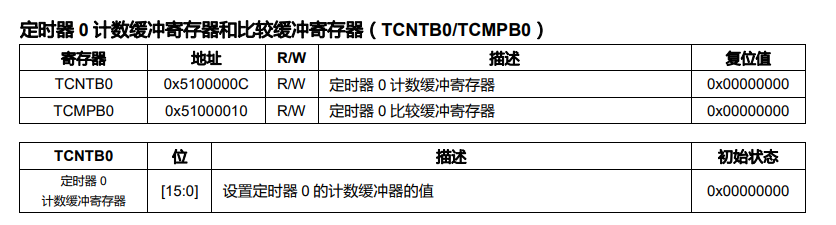 定时器 0 计数缓冲寄存器和比较缓冲寄存器（TCNTB0/TCMPB0）
寄存器 地址 R/W 描述 复位值
TCNTB0 0x5100000C R/W 定时器 0 计数缓冲寄存器 0x00000000
TCMPB0 0x51000010 R/W 定时器 0 比较缓冲寄存器 0x00000000
TCNTB0 位 描述 初始状态
定时器 0
计数缓冲寄存器 [15:0] 设置定时器 0 的计数缓冲器的值 0x00000000